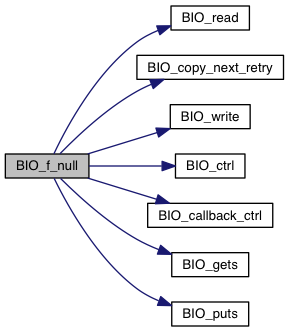 BIO_read
BIO_copy_next_retry
BIO_write
BIO_f_null
BIO_ctrl
BIO_callback_ctrl
BIO_gets
BIO_puts